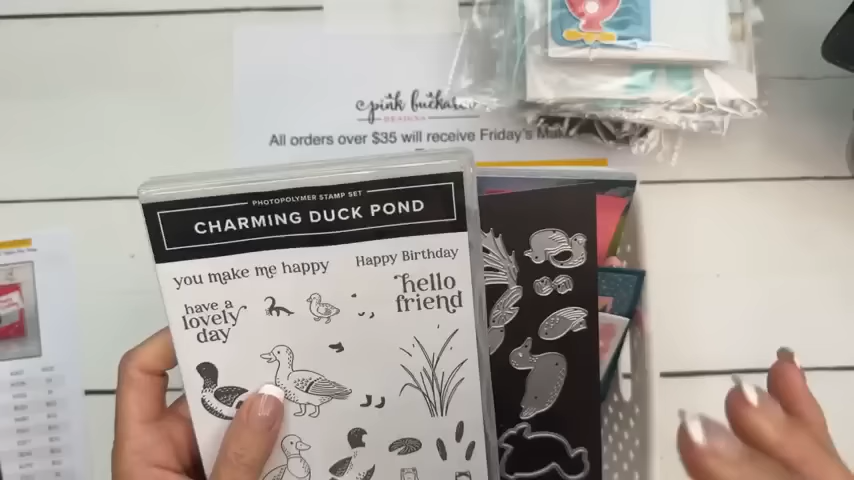 pink buckaroo
DESIGNS
All orders over $35 will receive Friday's
PHOTOPOLYMER STAMP SET
CHARMING DUCK POND
you make me happy
Happy Birthday
have a
lovely
day
hello
friend